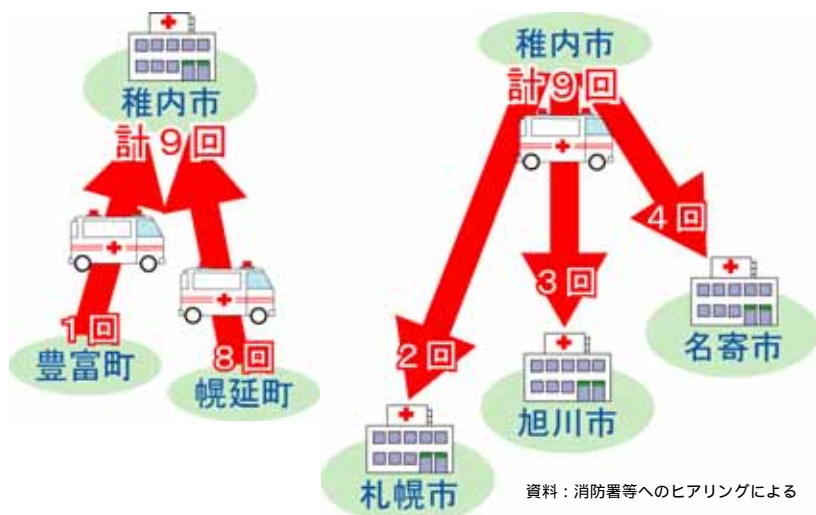 稚内市
計9回
1回
豊富町
8回
幌延町
稚内市
計9回
4回
名寄市
3回
旭川市
2回
札幌市
資料：消防署等へのヒアリングによる